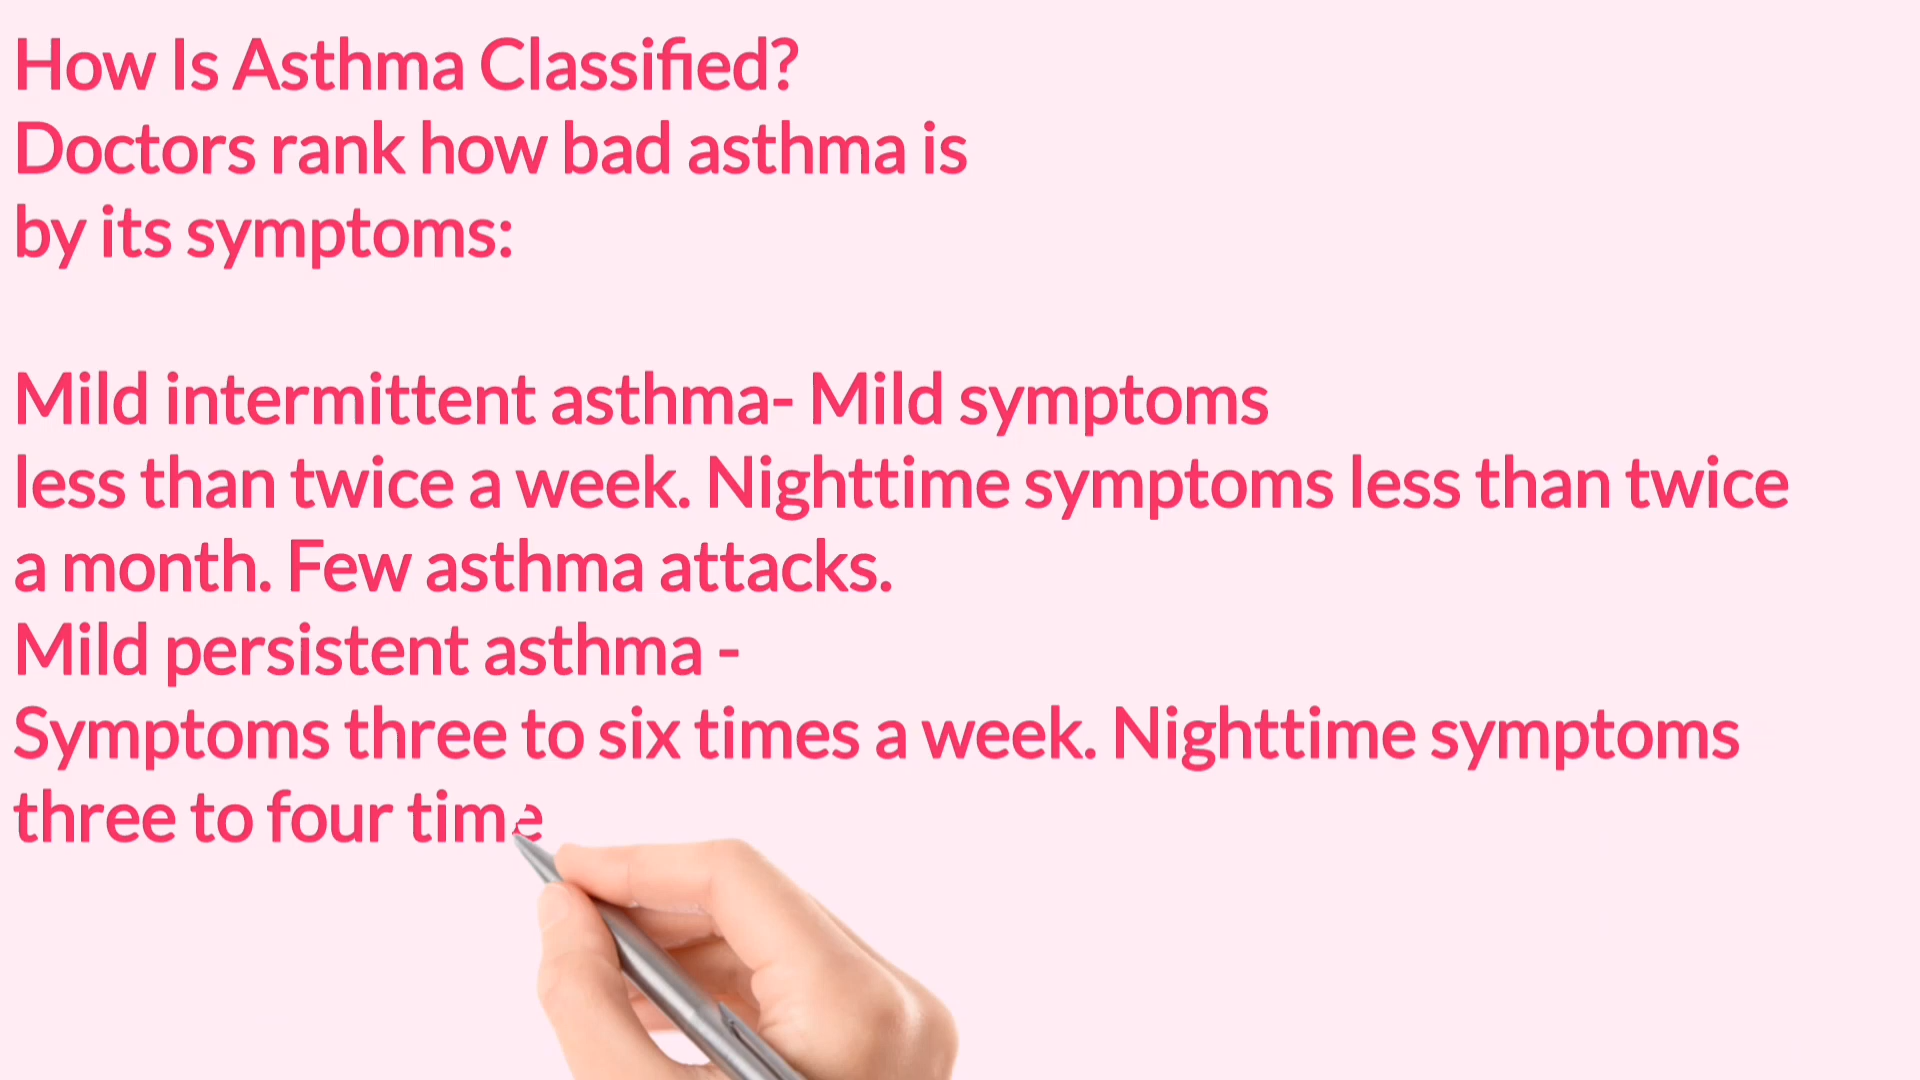 How Is Asthma Classified?
Doctors rank how bad asthma is
by its symptoms:
Mild intermittent asthma- Mild symptoms
less than twice a week. Nighttime symptoms less than twice
a month. Few asthma attacks.
Mild persistent asthma -
Symptoms three to six times a week. Nighttime symptoms
three to four time